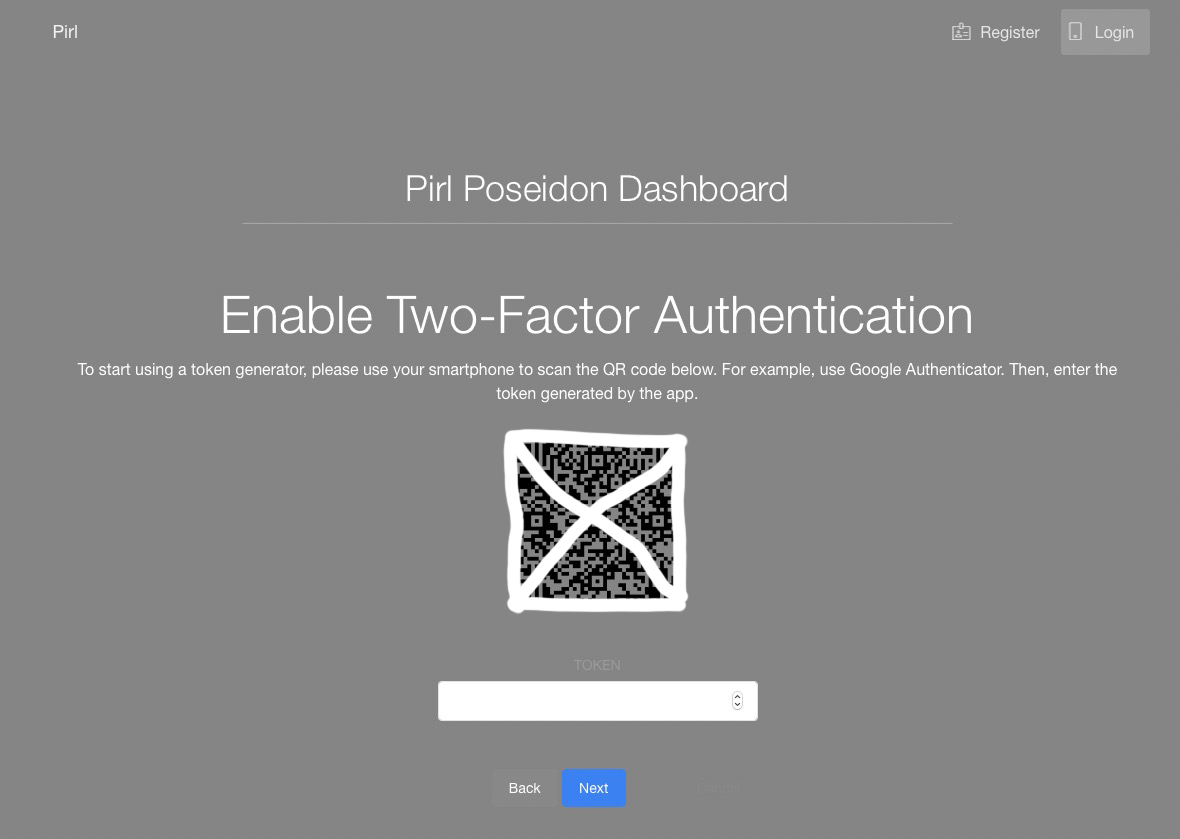 Pirl
Register
Login
Pirl Poseidon Dashboard
Enable Two-Factor Authentication
To start using a token generator, please use your smartphone to scan the QR code below. For example, use Google Authenticator. Then, enter the
token generated by the app.
TOKEN
Back
Next